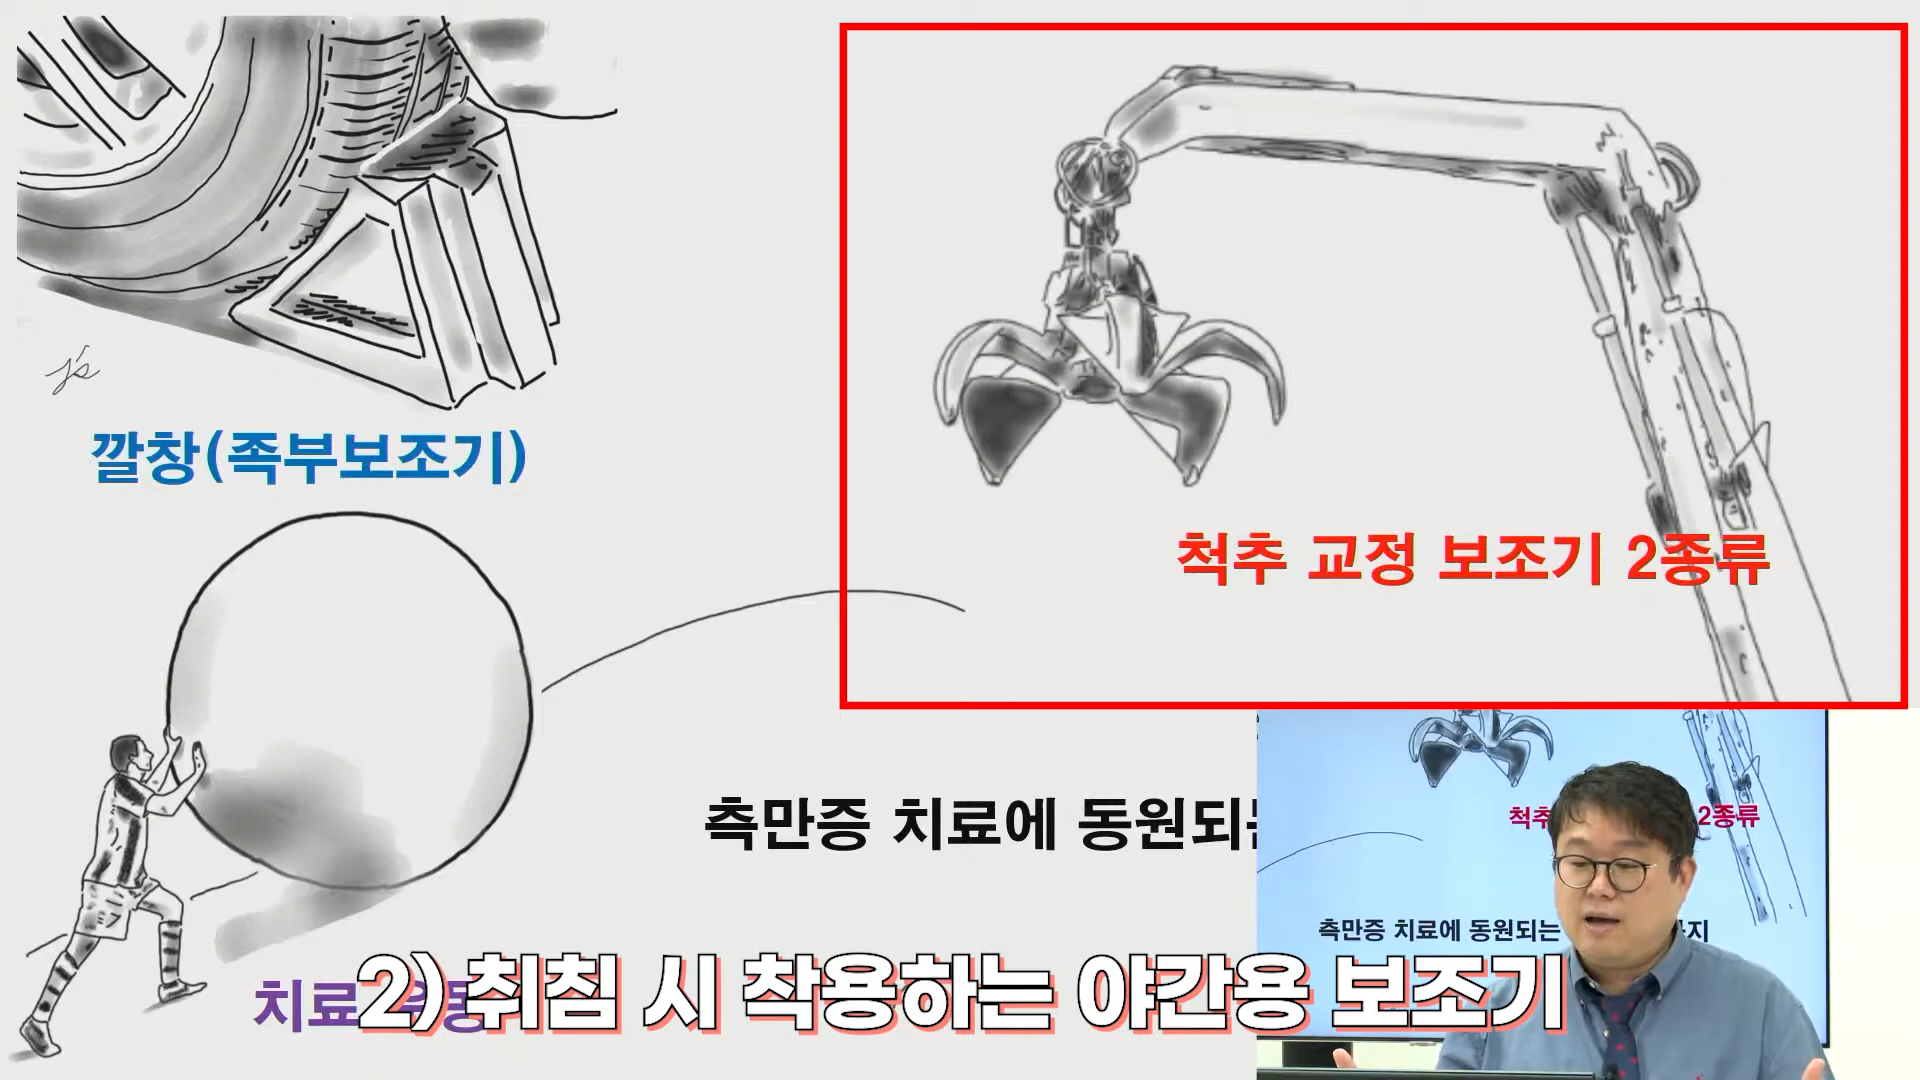 깔창(족부보조기)
척추 교정 보조기 2종류
측만증 치료에 동원되는
척추 2종류
측만증 치료에 동원되는 지
치료
2) 취침 시 착용하는 야간용 보조기